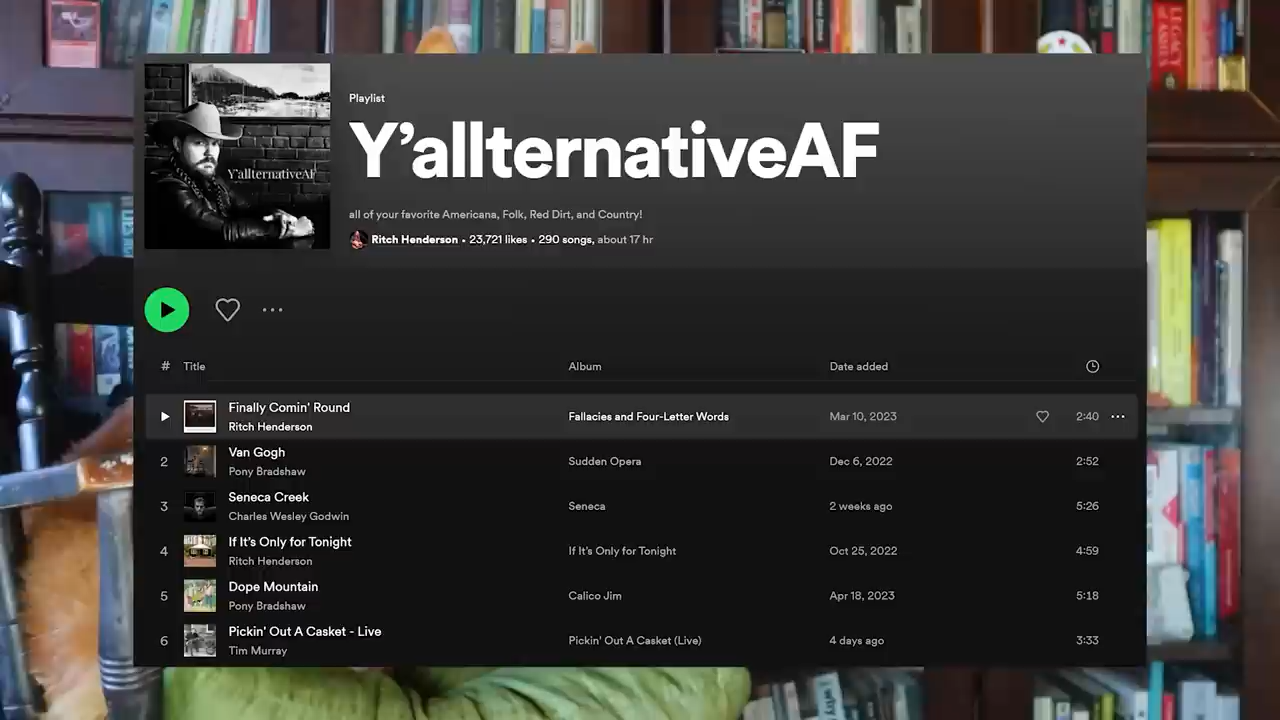 Playlist
Y'allternativeAF
Y'allternativeAF
all of your favorite Americana, Folk, Red Dirt, and Country!
Ritch Henderson • 23,721 likes • 290 songs, about 17 hr
# Title Album Date added
Finally Comin' Round
Ritch Henderson
Fallacies and Four-Letter Words Mar 10, 2023 2:40
2 Van Gogh
Pony Bradshaw
Sudden Opera Dec 6, 2022 2:52
3 Seneca Creek
Charles Wesley Godwin
Seneca 2 weeks ago 5:26
4 If It's Only for Tonight
Ritch Henderson
If It's Only for Tonight Oct 25, 2022 4:59
5 Dope Mountain
Pony Bradshaw
Calico Jim Apr 18, 2023 5:18
6 Pickin' Out A Casket - Live
Tim Murray
Pickin' Out A Casket (Live) 4 days ago 3:33
LEGACY